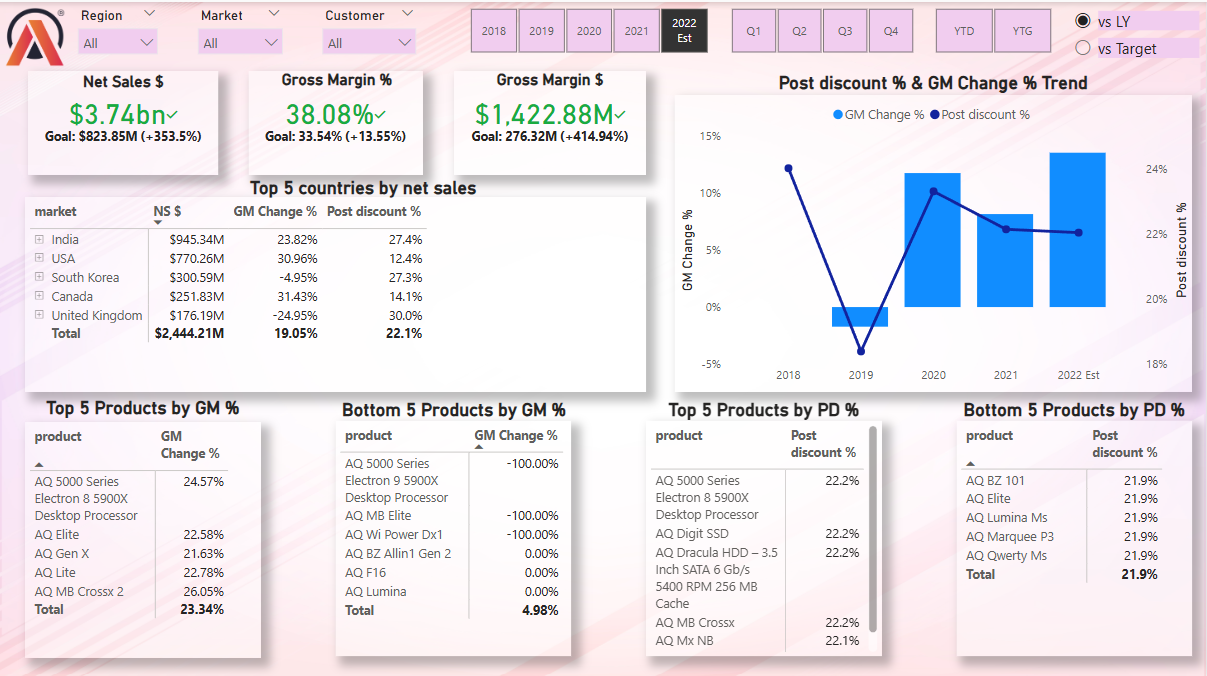 Region
Market
Customer
All
All
All
2018
2019
2020
2021
2022
Est
Q1
Q2
Q3
Q4
YTD
YTG
vs LY
vs Target
®
Net Sales $
$3.74bn
Goal: $823.85M (+353.5%)
Gross Margin %
38.08%
Goal: 33.54% (+13.55%)
Gross Margin $
$1,422.88M
Goal: 276.32M (+414.94%)
Top 5 countries by net sales
market NS $ GM Change % Post discount %
India $945.34M 23.82% 27.4%
USA $770.26M 30.96% 12.4%
South Korea $300.59M -4.95% 27.3%
Canada $251.83M 31.43% 14.1%
United Kingdom $176.19M -24.95% 30.0%
Total $2,444.21M 19.05% 22.1%
Post discount % & GM Change % Trend
GM Change % Post discount %
15%
10%
5%
0%
-5%
GM Change %
24%
22%
20%
18%
Post discount %
2018 2019 2020 2021 2022 Est
Top 5 Products by GM %
product GM
Change %
AQ 5000 Series 24.57%
Electron 8 5900X
Desktop Processor
AQ Elite 22.58%
AQ Gen X 21.63%
AQ Lite 22.78%
AQ MB Crossx 2 26.05%
Total 23.34%
Bottom 5 Products by GM %
product GM Change %
AQ 5000 Series -100.00%
Electron 9 5900X
Desktop Processor
AQ MB Elite -100.00%
AQ Wi Power Dx1 -100.00%
AQ BZ Allin1 Gen 2 0.00%
AQ F16 0.00%
AQ Lumina 0.00%
Total 4.98%
Top 5 Products by PD %
product Post
discount %
AQ 5000 Series 22.2%
Electron 8 5900X
Desktop Processor
AQ Digit SSD 22.2%
AQ Dracula HDD – 3.5 22.2%
Inch SATA 6 Gb/s
5400 RPM 256 MB
Cache
AQ MB Crossx 22.2%
AQ Mx NB 22.1%
Bottom 5 Products by PD %
product Post
discount %
AQ BZ 101 21.9%
AQ Elite 21.9%
AQ Lumina Ms 21.9%
AQ Marquee P3 21.9%
AQ Qwerty Ms 21.9%
Total 21.9%